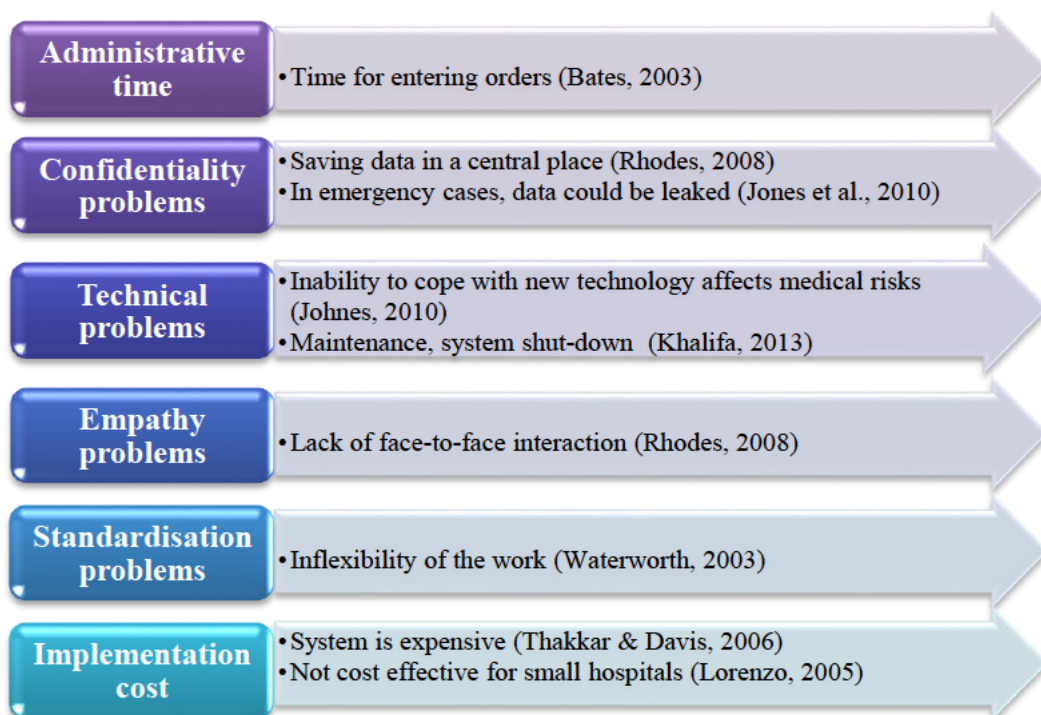 Administrative
time
•Time for entering orders (Bates, 2003)
Confidentiality
problems
•Saving data in a central place (Rhodes, 2008)
•In emergency cases, data could be leaked (Jones et al., 2010)
Technical
problems
•Inability to cope with new technology affects medical risks
(Johnes, 2010)
•Maintenance, system shut-down  (Khalifa, 2013)
Empathy
problems
•Lack of face-to-face interaction (Rhodes, 2008)
Standardisation
problems
•Inflexibility of the work (Waterworth, 2003)
Implementation
cost
•System is expensive (Thakkar & Davis, 2006)
•Not cost effective for small hospitals (Lorenzo, 2005)